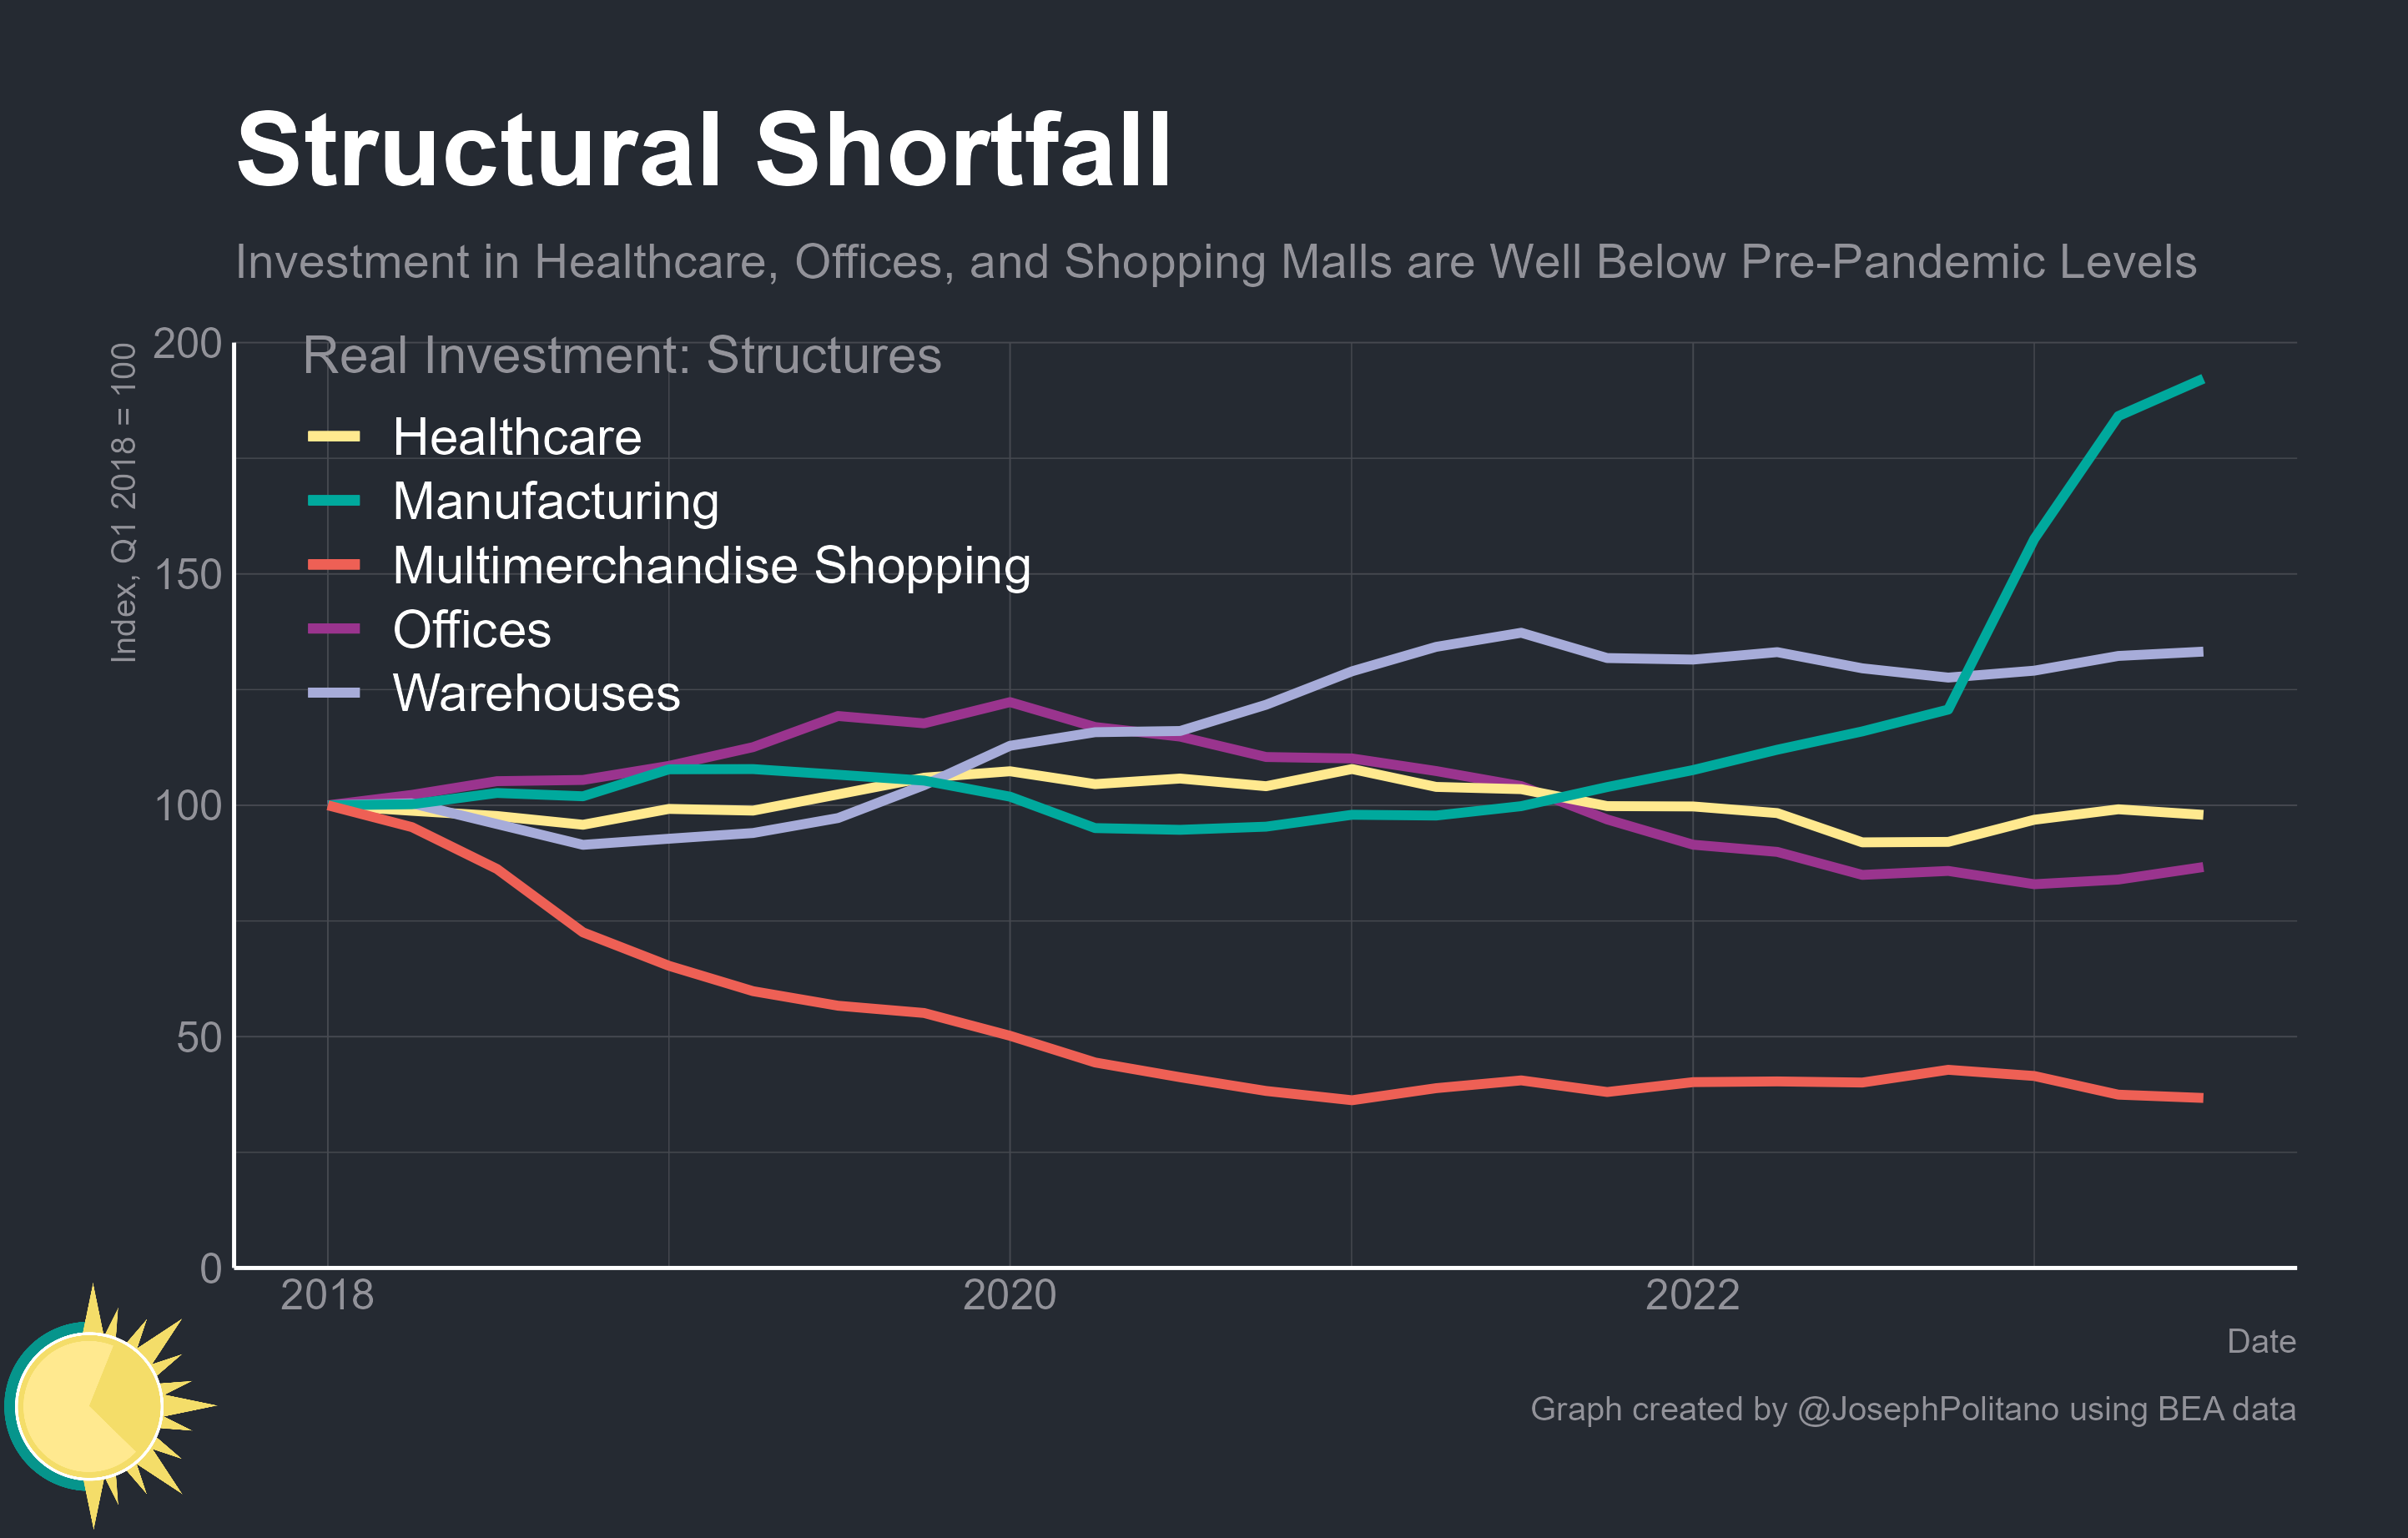 Structural Shortfall
Investment in Healthcare, Offices, and Shopping Malls are Well Below Pre-Pandemic Levels
Index, Q1 2018 = 100
200
150
100
50
0
Real Investment: Structures
Healthcare
Manufacturing
Multimerchandise Shopping
Offices
Warehouses
2018
2020
2022
Date
Graph created by @JosephPolitano using BEA data